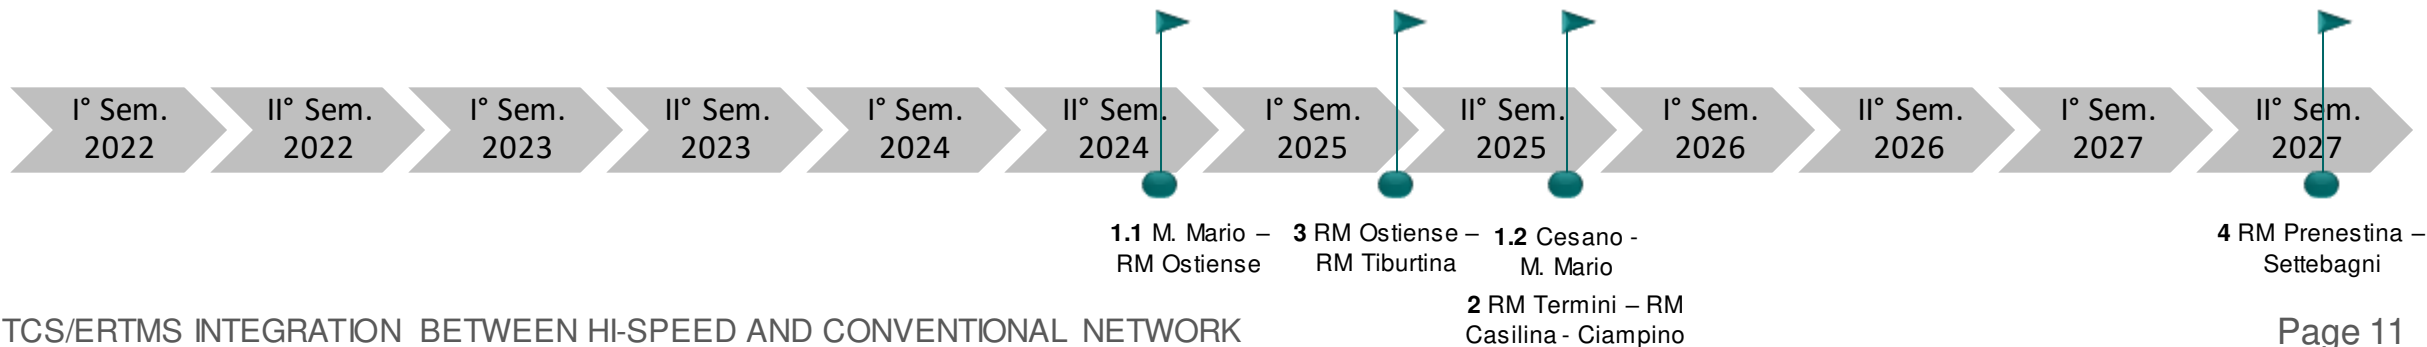 I° Sem.
2022
II° Sem.
2022
I° Sem.
2023
II° Sem.
2023
I° Sem.
2024
II° Sem.
2024
I° Sem.
2025
II° Sem.
2025
I° Sem.
2026
II° Sem.
2026
I° Sem.
2027
II° Sem.
2027
1.1 M. Mario –
RM Ostiense
3 RM Ostiense –
RM Tiburtina
1.2 Cesano -
M. Mario
2 RM Termini – RM
Casilina - Ciampino
4 RM Prenestina –
Settebagni
TCS/ERTMS INTEGRATION BETWEEN HI-SPEED AND CONVENTIONAL NETWORK
Page 11